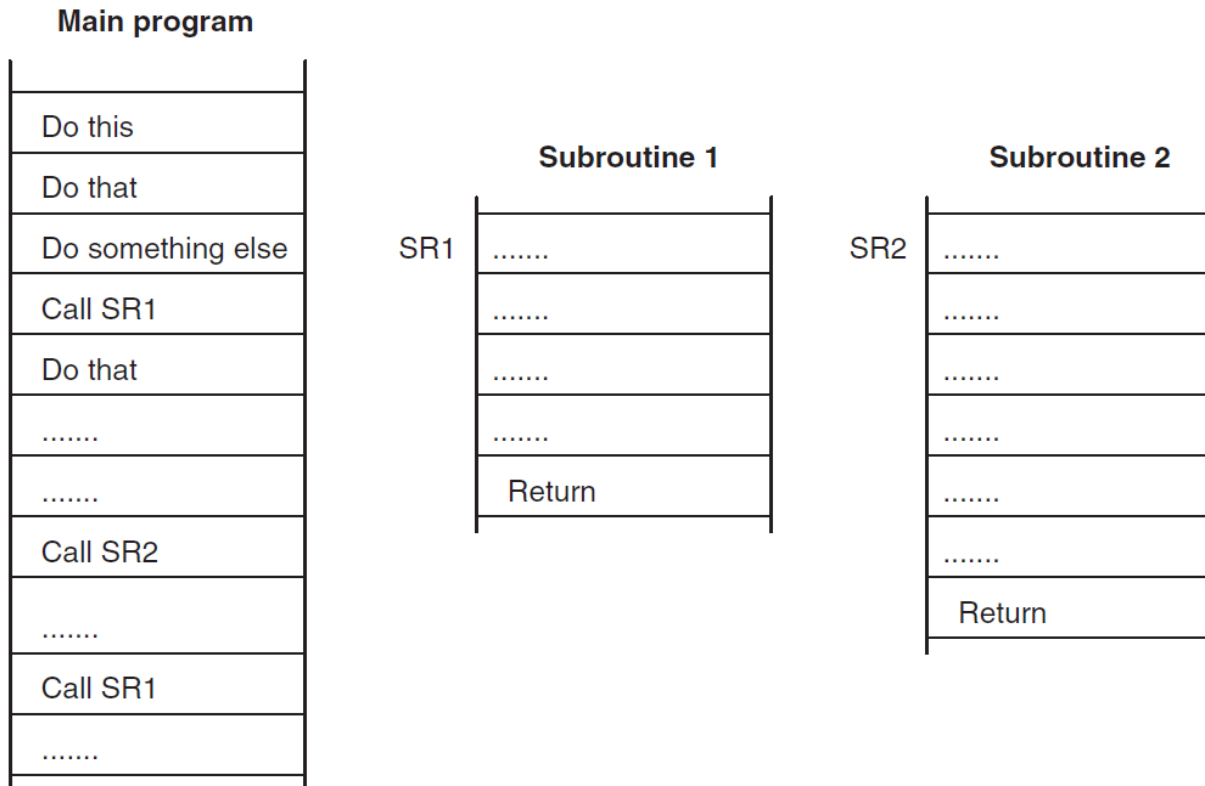 Main program
Do this
Do that
Do something else
Call SR1
Do that
.......
.......
Call SR2
.......
Call SR1
.......
Subroutine 1
SR1
.......
.......
.......
.......
Return
Subroutine 2
SR2
.......
.......
.......
.......
.......
.......
Return